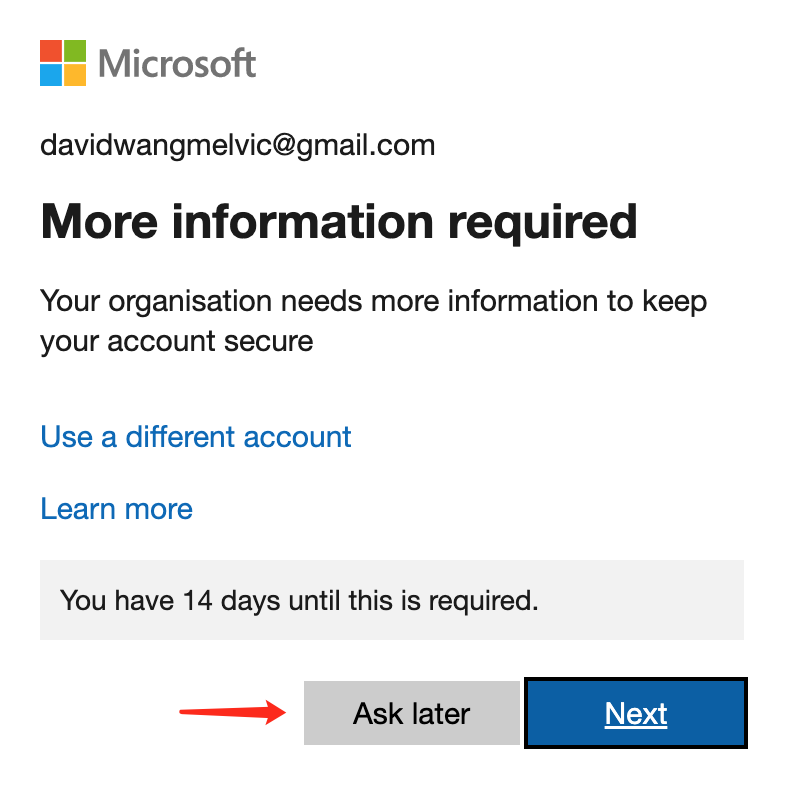 Microsoft
davidwangmelvic@gmail.com
More information required
Your organisation needs more information to keep
your account secure
Use a different account
Learn more
You have 14 days until this is required.
Ask later
Next